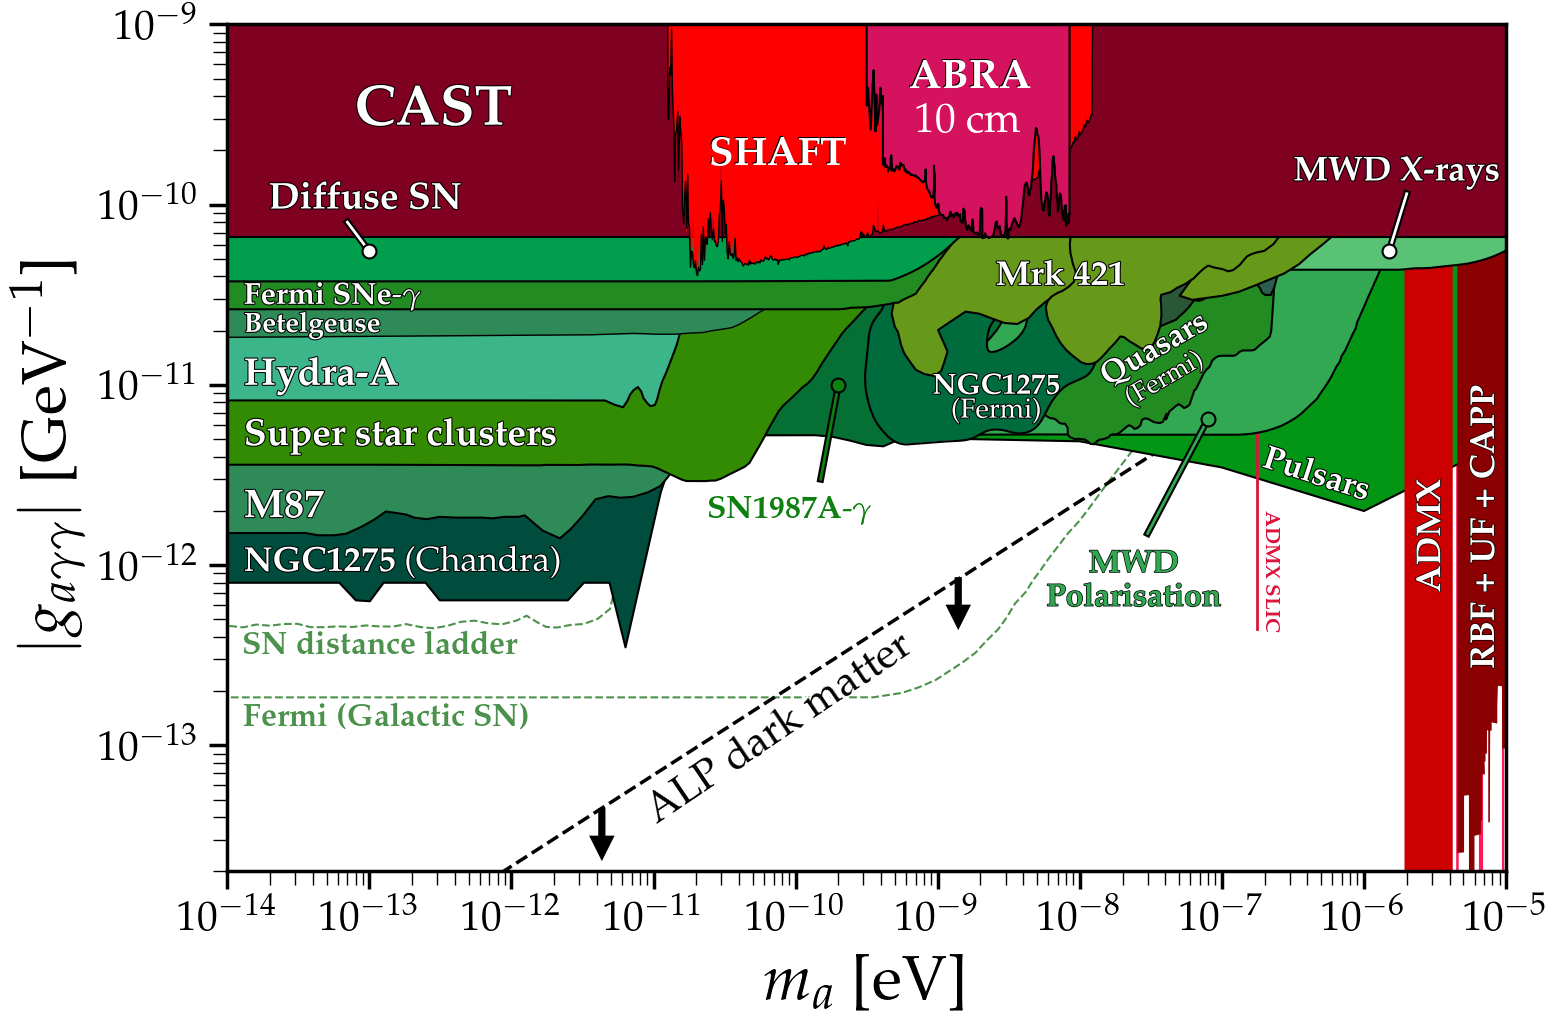 10−9
10−10
10−11
10−12
10−13
|gaγγ| [GeV−1]
CAST
SHAFT
ABRA
10 cm
MWD X-rays
Diffuse SN
Mrk 421
Fermi SNe-γ
Betelgeuse
Hydra-A
Quasars
(Fermi)
NGC1275
(Fermi)
Super star clusters
Pulsars
M87
SN1987A-γ
NGC1275 (Chandra)
MWD
Polarisation
ADMX SLIC
ADMX
RBF + UF + CAPP
SN distance ladder
Fermi (Galactic SN)
ALP dark matter
10−14 10−13 10−12 10−11 10−10 10−9 10−8 10−7 10−6 10−5
ma [eV]